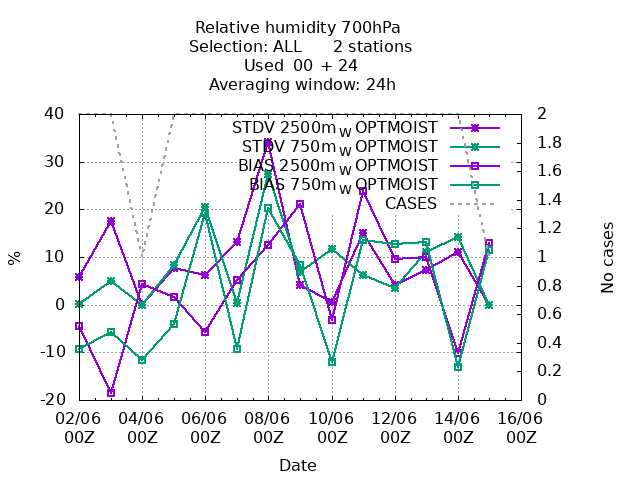 Relative humidity 700hPa
Selection: ALL 2 stations
Used 00 + 24
Averaging window: 24h
STDV 2500m W OPTMOIST
STDV 750m W OPTMOIST
BIAS 2500m W OPTMOIST
BIAS 750m W OPTMOIST
CASES
%
40
30
20
10
0
-10
-20
2
1.8
1.6
1.4
1.2
1
0.8
0.6
0.4
0.2
0
No cases
02/06 04/06 06/06 08/06 10/06 12/06 14/06 16/06
00Z 00Z 00Z 00Z 00Z 00Z 00Z 00Z
Date